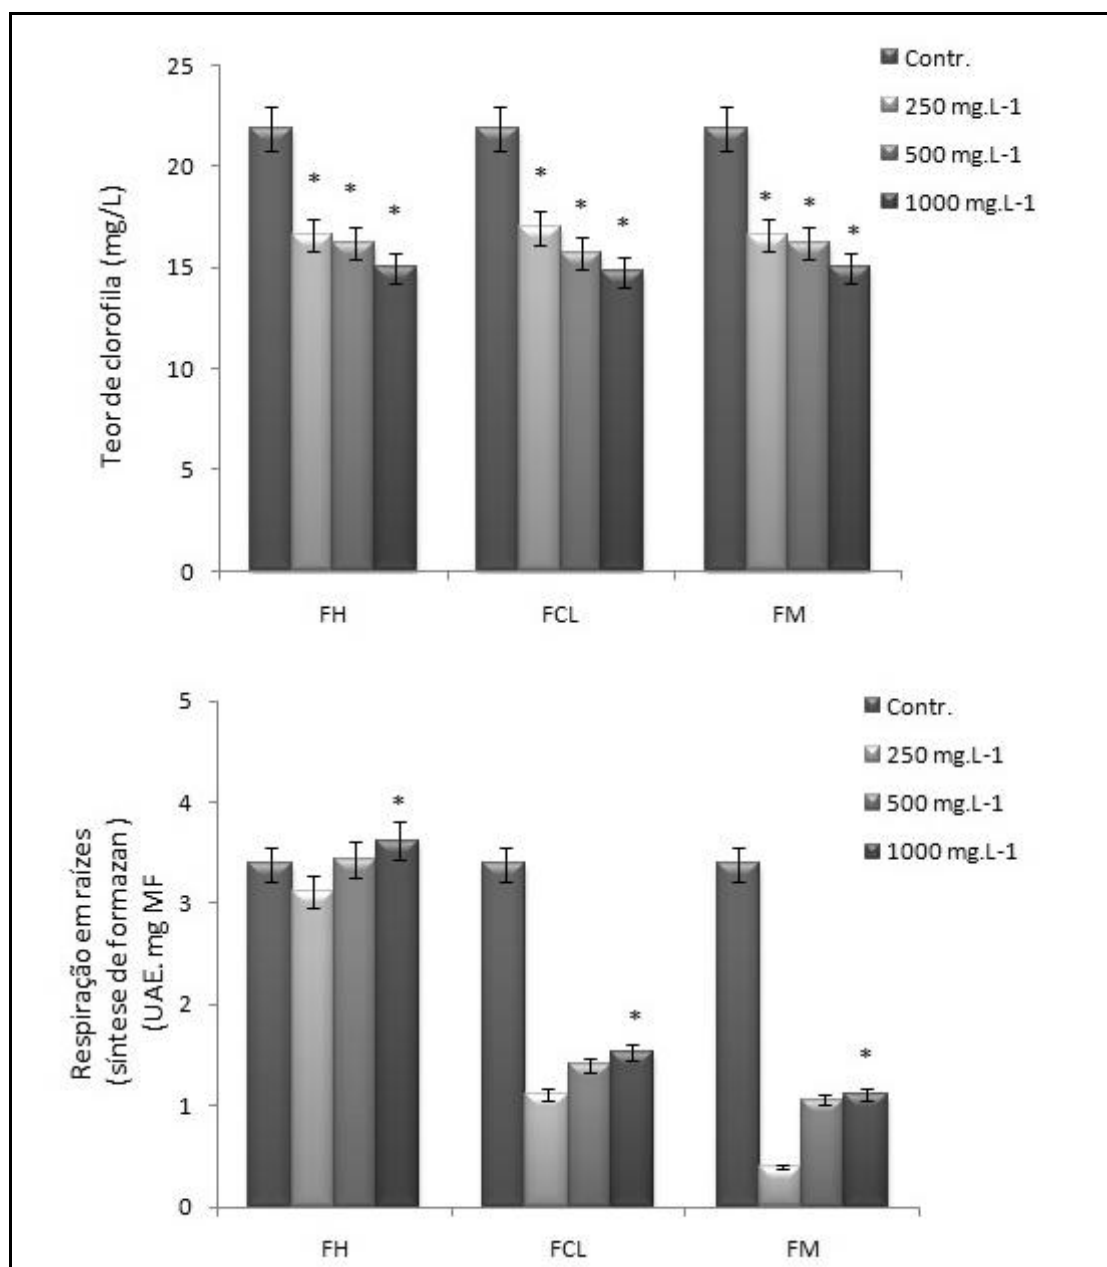 Contr.
250 mg.L-1
500 mg.L-1
1000 mg.L-1
25
20
15
10
5
0
Teor de clorofila (mg/L)
* * *
* * *
* * *
FH FCL FM
Contr.
250 mg.L-1
500 mg.L-1
1000 mg.L-1
5
4
3
2
1
0
Respiração em raízes
(síntese de formazan )
(UAE. mg MF
*
*
*
FH FCL FM